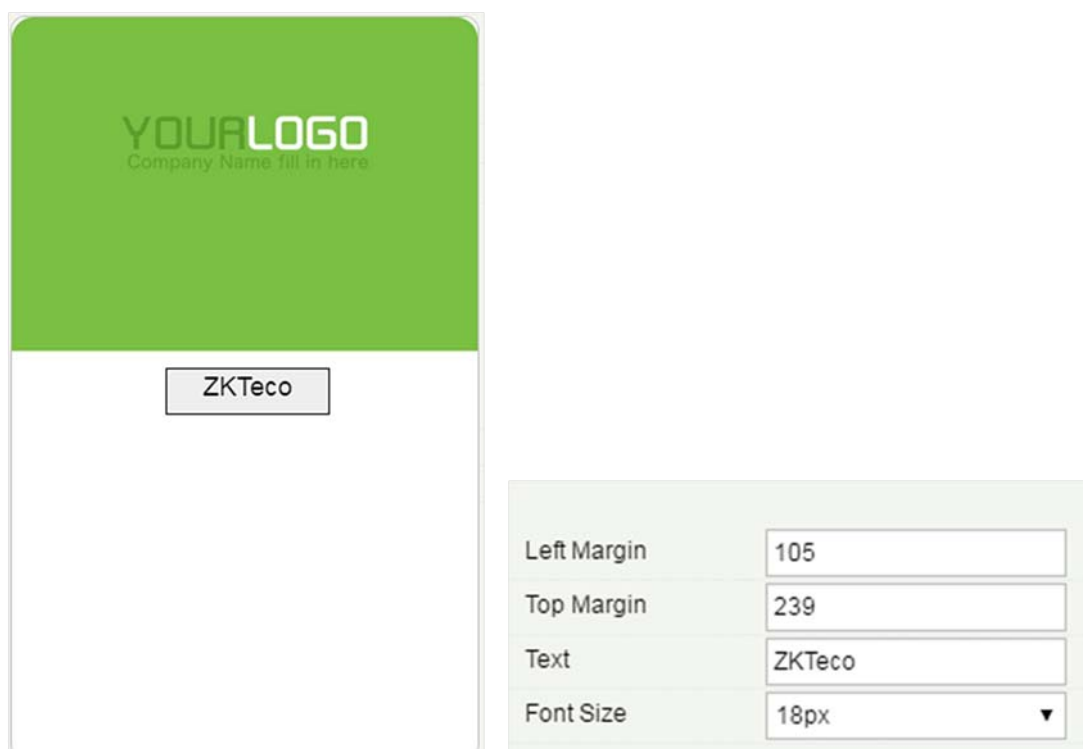 YOURLOGO
Company Name fill in here
ZKTeco
Left Margin 105
Top Margin 239
Text ZKTeco
Font Size 18px